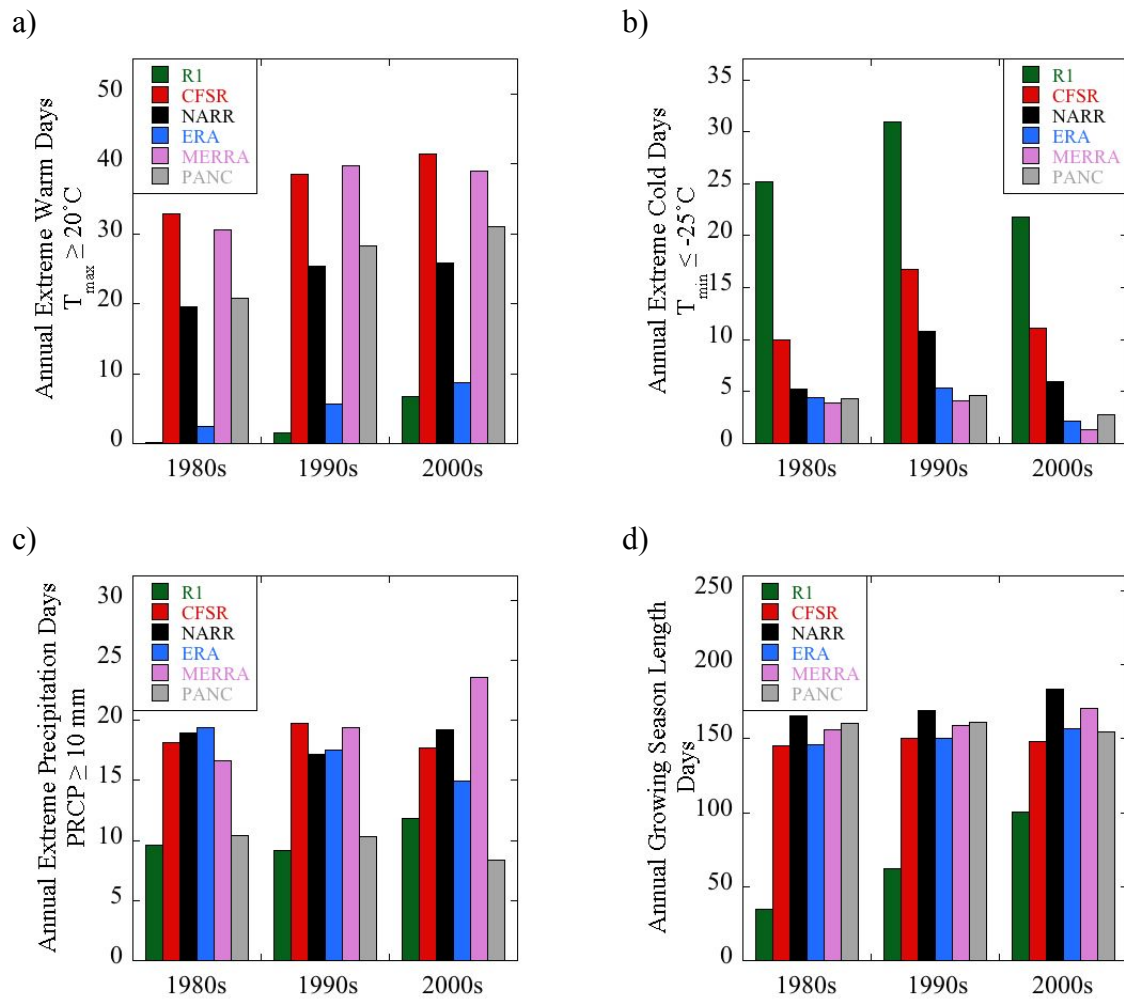 a)
Annual Extreme Warm Days
T max ≥ 20˚C
50
40
30
20
10
0
R1
CFSR
NARR
ERA
MERRA
PANC
1980s 1990s 2000s
b)
Annual Extreme Cold Days
T min ≤ -25˚C
35
30
25
20
15
10
5
0
R1
CFSR
NARR
ERA
MERRA
PANC
1980s 1990s 2000s
c)
Annual Extreme Precipitation Days
PRCP ≥ 10 mm
30
25
20
15
10
5
0
R1
CFSR
NARR
ERA
MERRA
PANC
1980s 1990s 2000s
d)
Annual Growing Season Length
Days
250
200
150
100
50
0
R1
CFSR
NARR
ERA
MERRA
PANC
1980s 1990s 2000s